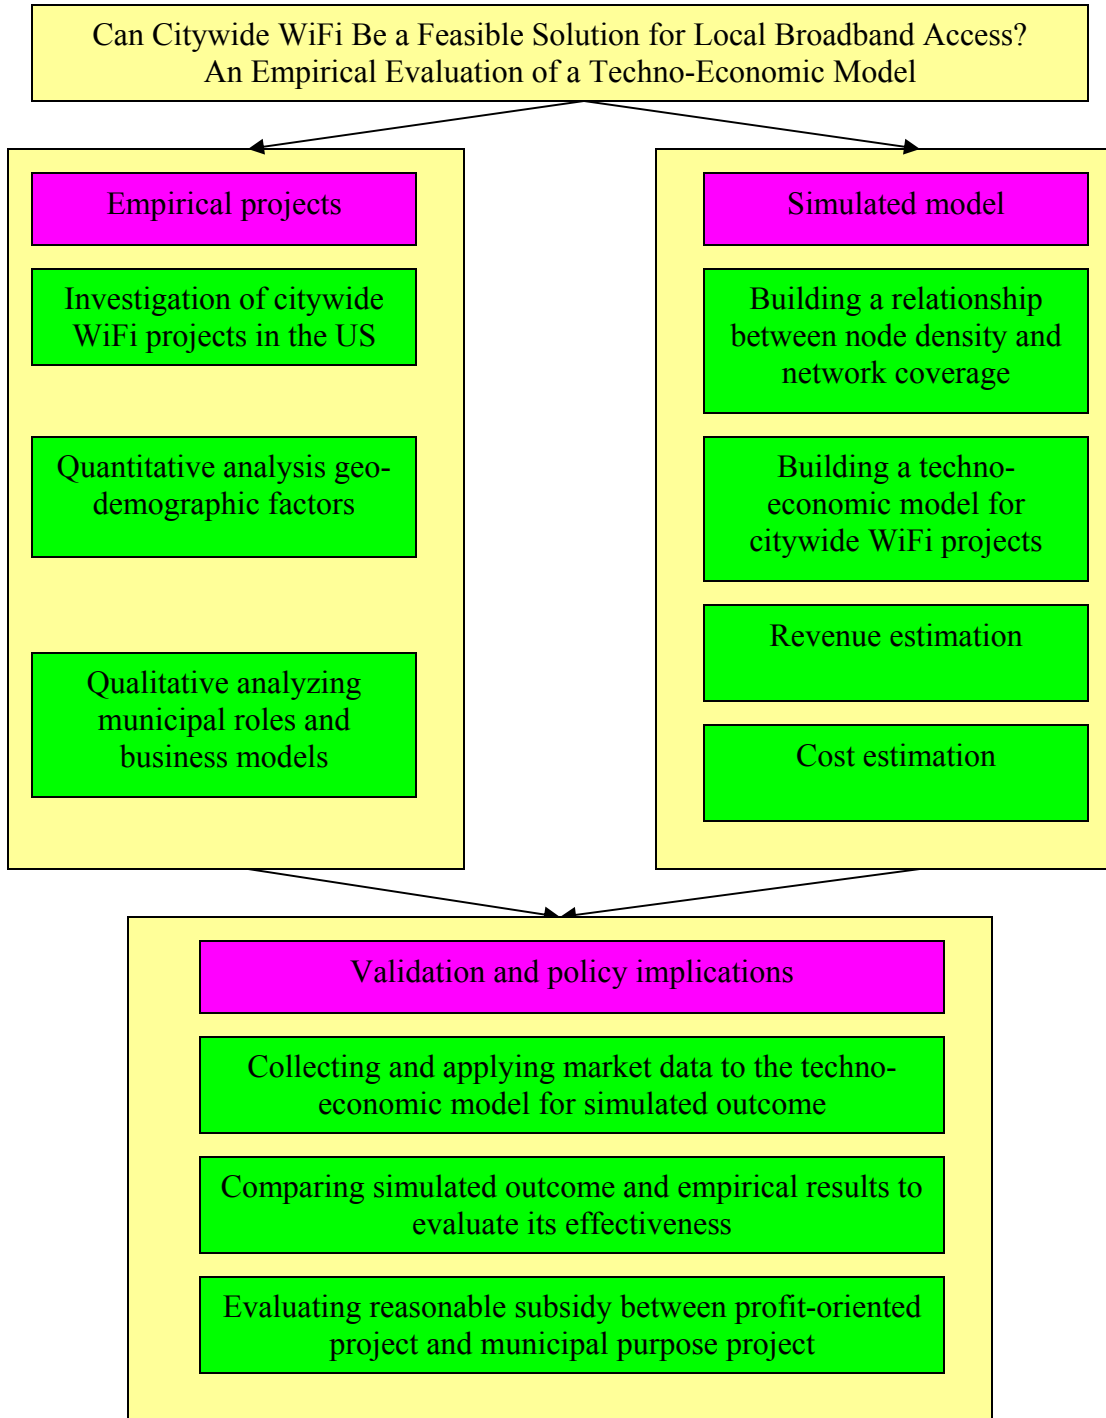 Can Citywide WiFi Be a Feasible Solution for Local Broadband Access?
An Empirical Evaluation of a Techno-Economic Model
Empirical projects
Investigation of citywide
WiFi projects in the US
Quantitative analysis geo-
demographic factors
Qualitative analyzing
municipal roles and
business models
Simulated model
Building a relationship
between node density and
network coverage
Building a techno-
economic model for
citywide WiFi projects
Revenue estimation
Cost estimation
Validation and policy implications
Collecting and applying market data to the techno-
economic model for simulated outcome
Comparing simulated outcome and empirical results to
evaluate its effectiveness
Evaluating reasonable subsidy between profit-oriented
project and municipal purpose project